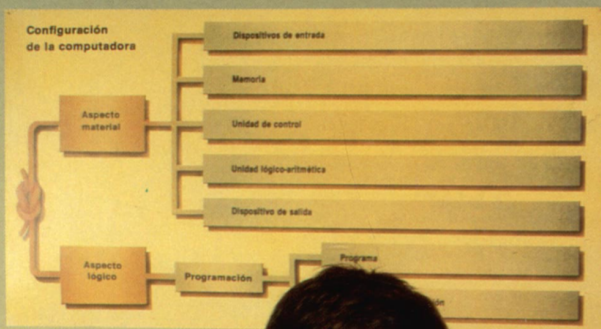 Configuración
de la computadora
Dispositivos de entrada
Memoria
Aspecto
material
Unidad de control
Unidad lógico-aritmética
Dispositivo de salida
Aspecto
lógico
Programación
Programa